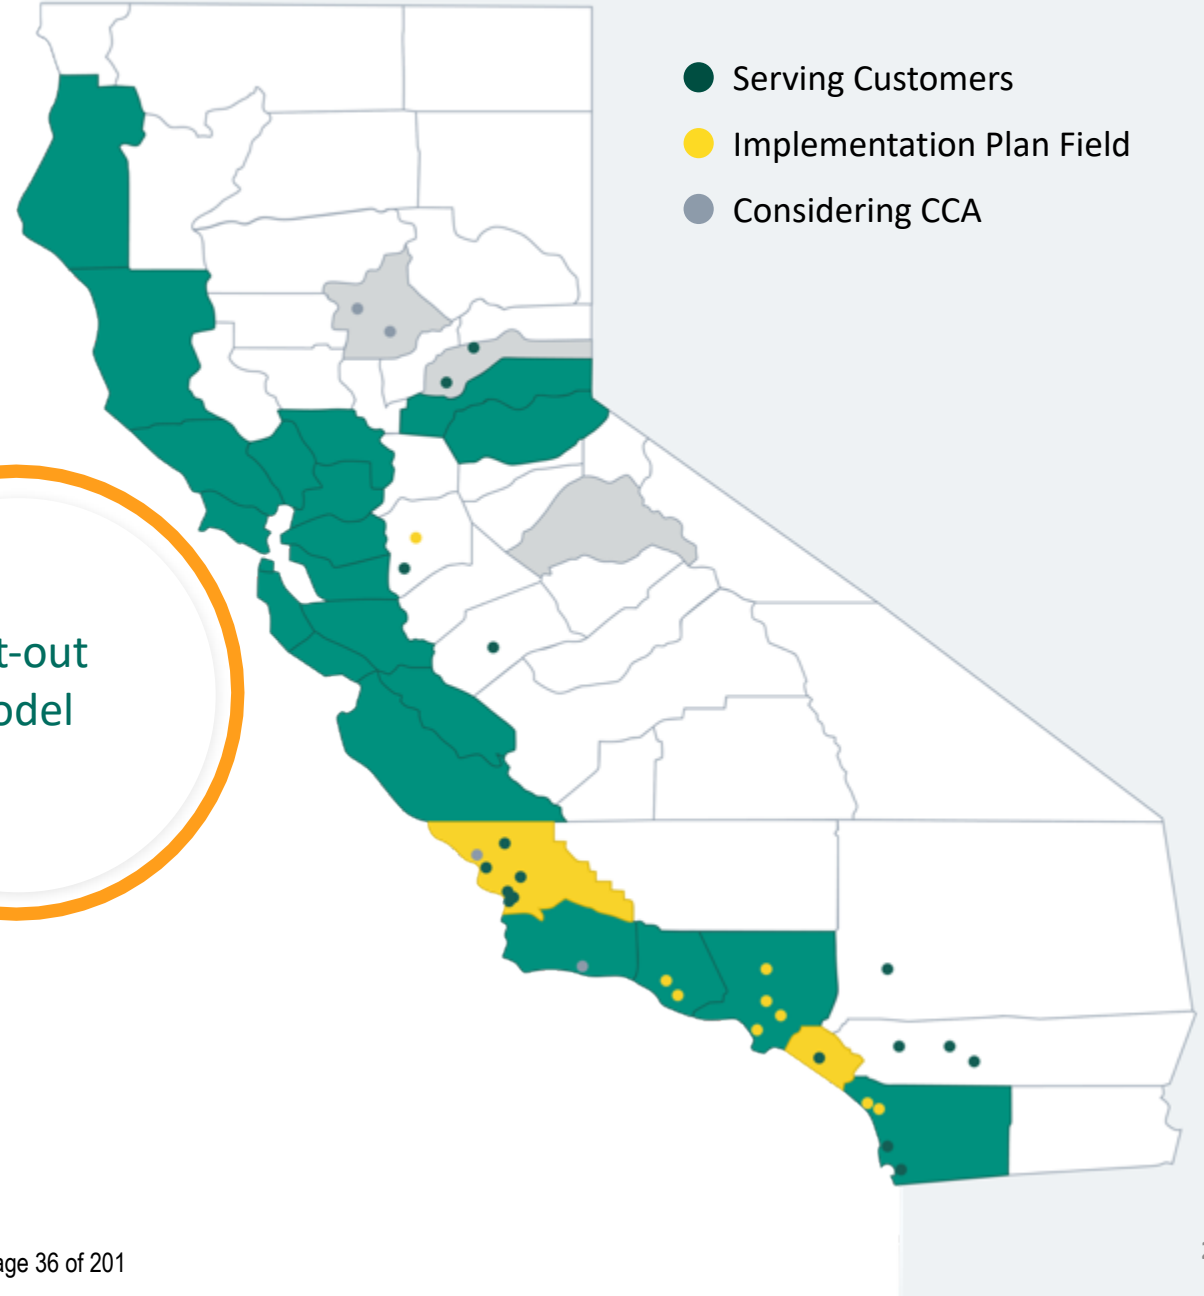 Serving Customers
Implementation Plan Field
Considering CCA
t-out
odel
age 36 of 201